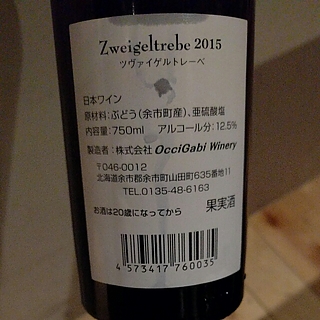 Zweigeltrebe 2015
ツヴァイゲルトレーベ
日本ワイン
原材料:ぶどう(余市町産)、亜硫酸塩
内容量:750ml アルコール分:12.5%
製造者:株式会社 OcciGabi Winery
〒046-0012
北海道余市郡余市町山田町635番地11
TEL.0135-48-6163
お酒は20歳になってから 果実酒
4 573417 760035